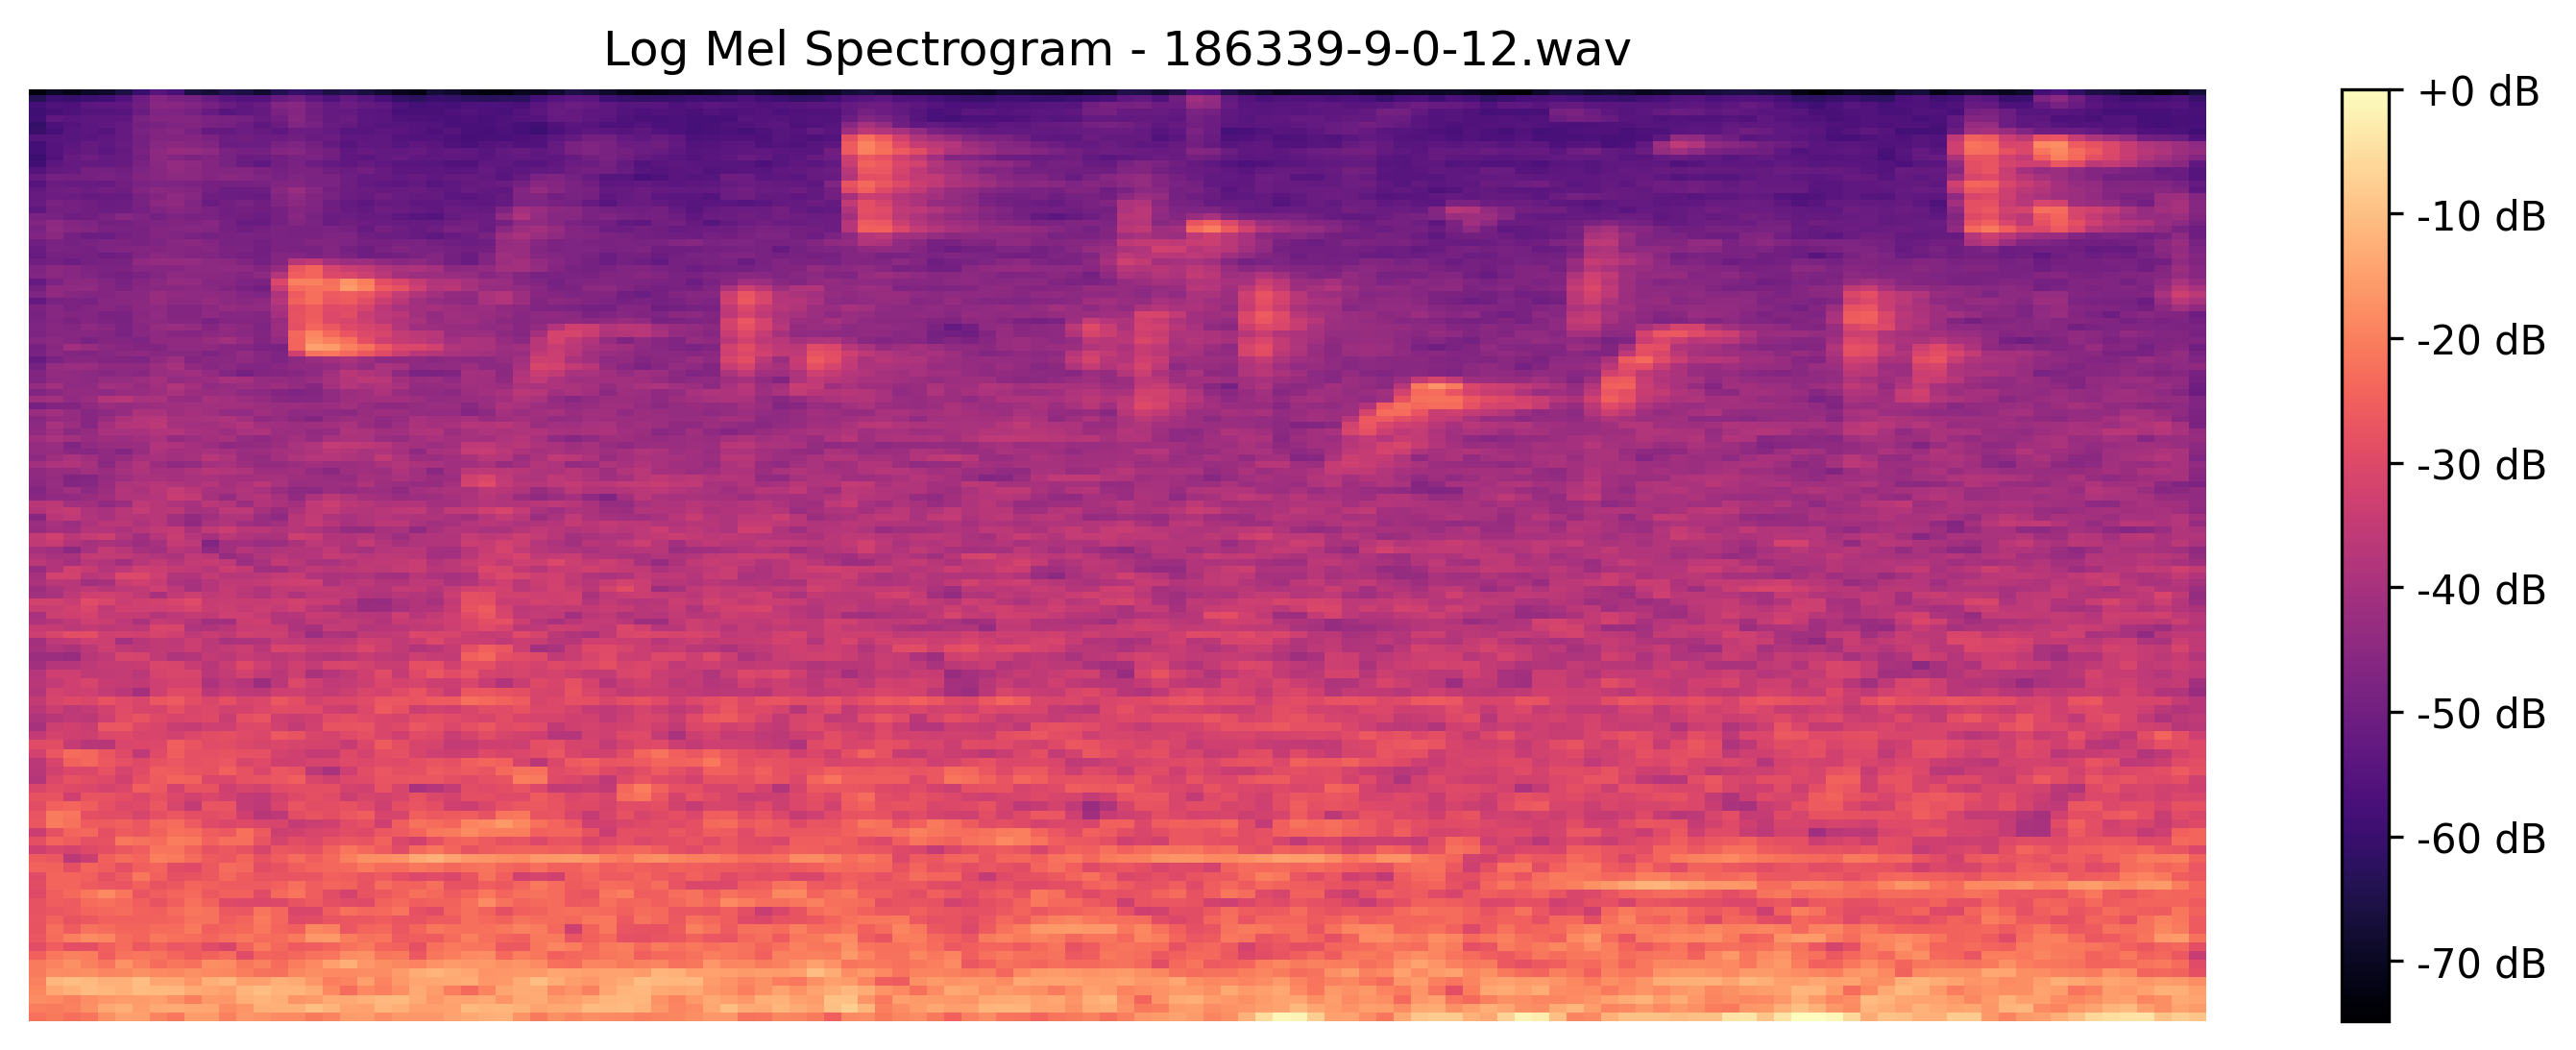 Log Mel Spectrogram - 186339-9-0-12.wav
+0 dB
-10 dB
-20 dB
-30 dB
-40 dB
-50 dB
-60 dB
-70 dB